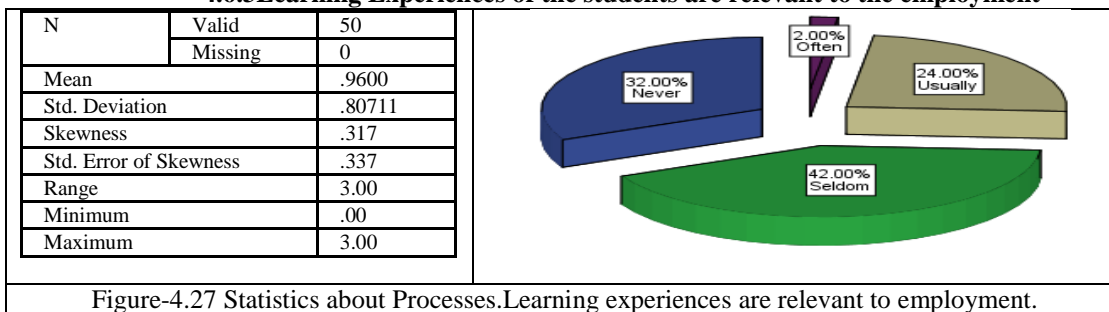 4.6.3Learning Experiences of the students are relevant to the employment
N Valid 50
Missing 0
Mean .9600
Std. Deviation .80711
Skewness .317
Std. Error of Skewness .337
Range 3.00
Minimum .00
Maximum 3.00
2.00%
Often
32.00%
Never
24.00%
Usually
42.00%
Seldom
Figure-4.27 Statistics about Processes.Learning experiences are relevant to employment.